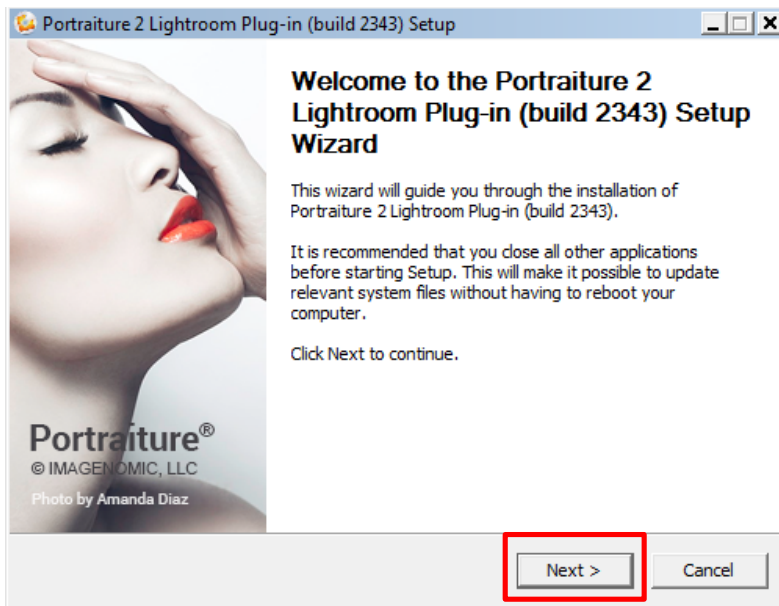 Portraiture 2 Lightroom Plug-in (build 2343) Setup
Welcome to the Portraiture 2
Lightroom Plug-in (build 2343) Setup
Wizard
This wizard will guide you through the installation of
Portraiture 2 Lightroom Plug-in (build 2343).
It is recommended that you close all other applications
before starting Setup. This will make it possible to update
relevant system files without having to reboot your
computer.
Click Next to continue.
Portraiture®
© IMAGENOMIC, LLC
Photo by Amanda Diaz
Next >
Cancel